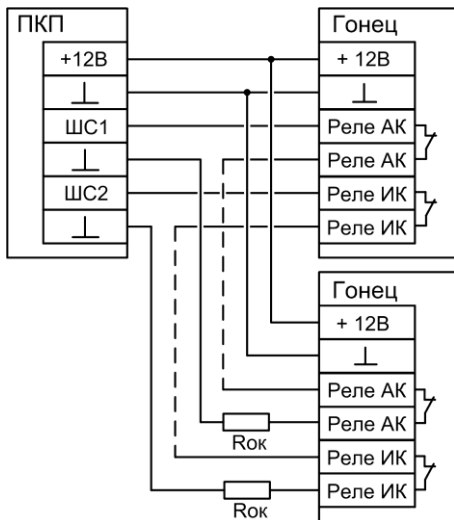 ПКП
+12В
ШС1
ШС2
Гонец
+ 12В
Реле АК
Реле АК
Реле ИК
Реле ИК
Гонец
+ 12В
Реле АК
Реле АК
Реле ИК
Реле ИК
Rок
Rок